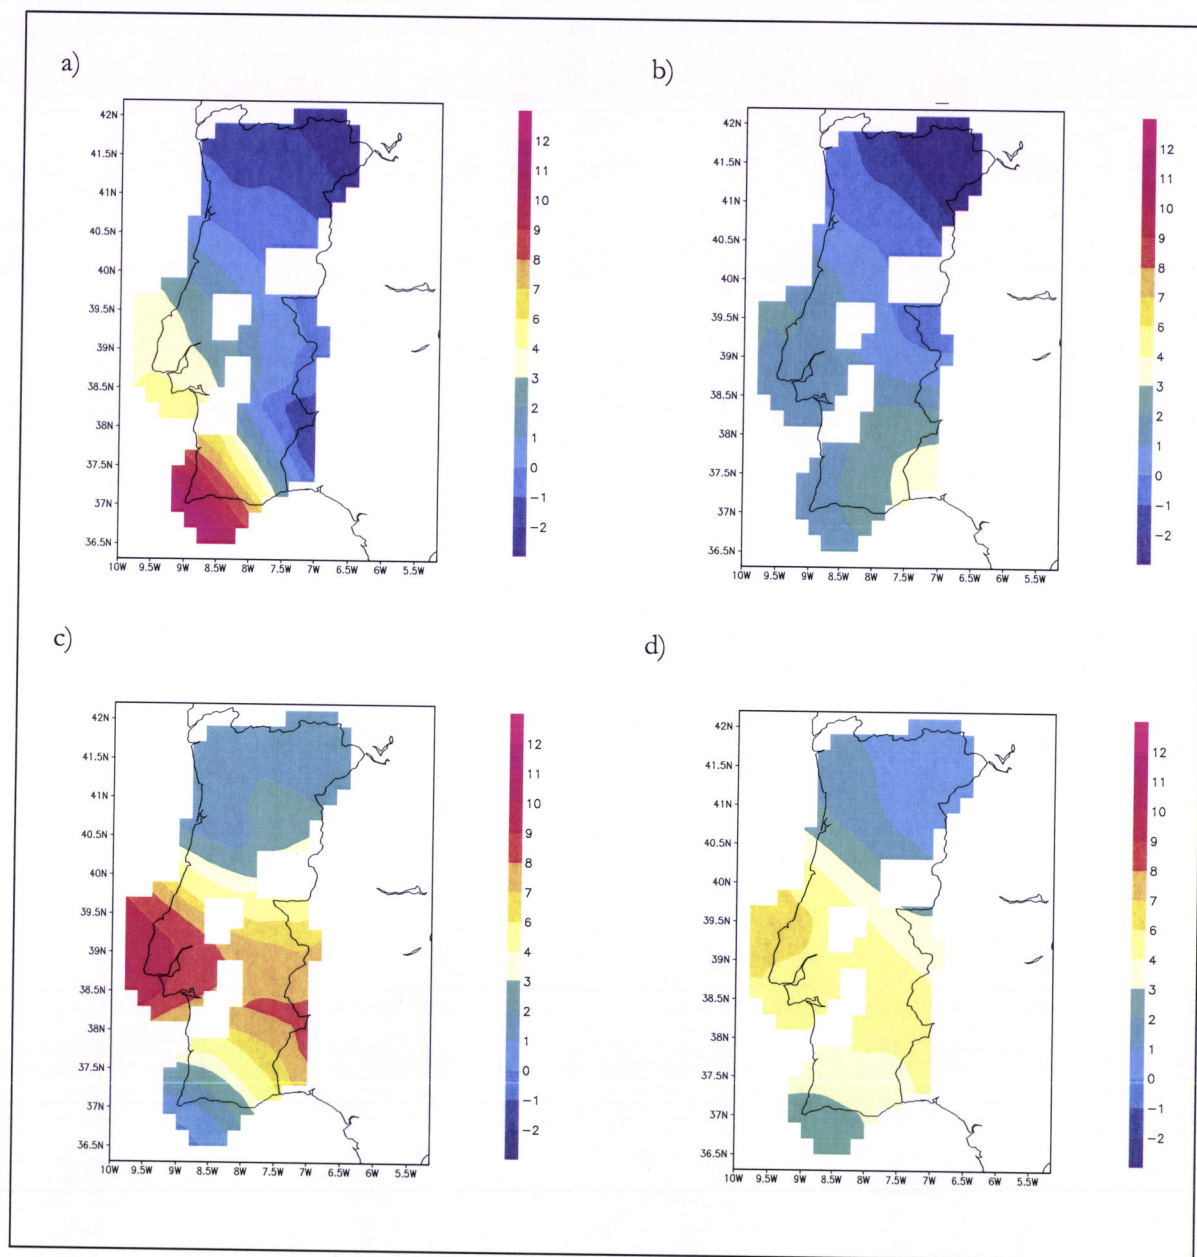 a)
42N
41.5N
41N
40.5N
40N
39.5N
39N
38.5N
38N
37.5N
37N
36.5N
10W 9.5W 9W 8.5W 8W 7.5W 7W 6.5W 6W 5.5W
12
11
10
9
8
7
6
4
3
2
1
0
−1
−2
b)
42N
41.5N
41N
40.5N
40N
39.5N
39N
38.5N
38N
37.5N
37N
36.5N
10W 9.5W 9W 8.5W 8W 7.5W 7W 6.5W 6W 5.5W
12
11
10
9
8
7
6
4
3
2
1
0
−1
−2
c)
42N
41.5N
41N
40.5N
40N
39.5N
39N
38.5N
38N
37.5N
37N
36.5N
10W 9.5W 9W 8.5W 8W 7.5W 7W 6.5W 6W 5.5W
12
11
10
9
8
7
6
4
3
2
1
0
−1
−2
d)
42N
41.5N
41N
40.5N
40N
39.5N
39N
38.5N
38N
37.5N
37N
36.5N
10W 9.5W 9W 8.5W 8W 7.5W 7W 6.5W 6W 5.5W
12
11
10
9
8
7
6
4
3
2
1
0
−1
−2